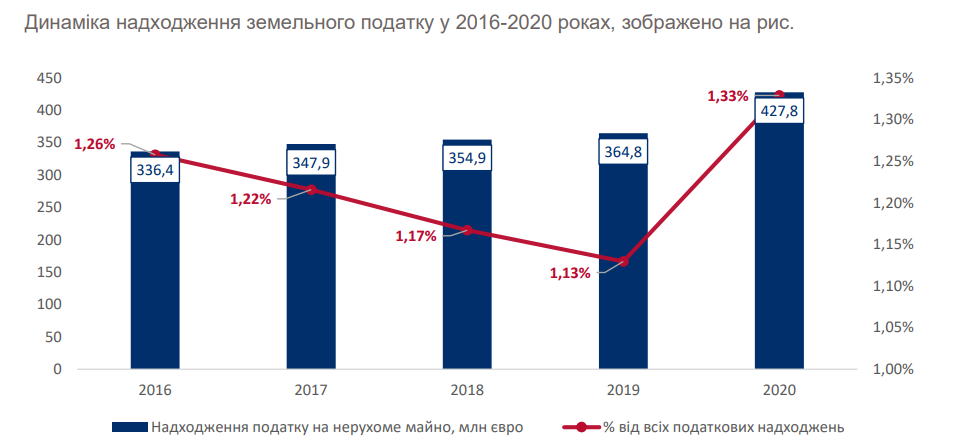 Динаміка надходження земельного податку у 2016-2020 роках, зображено на рис.
450 1,35%
400 1,33% 427,8 1,30%
350 1,26% 336,4 347,9 354,9 364,8 1,25%
300
250 1,22% 1,20%
200 1,17% 1,15%
150 1,13% 1,10%
100
50 1,05%
0 1,00%
2016 2017 2018 2019 2020
Надходження податку на нерухоме майно, млн євро % від всіх податкових надходжень